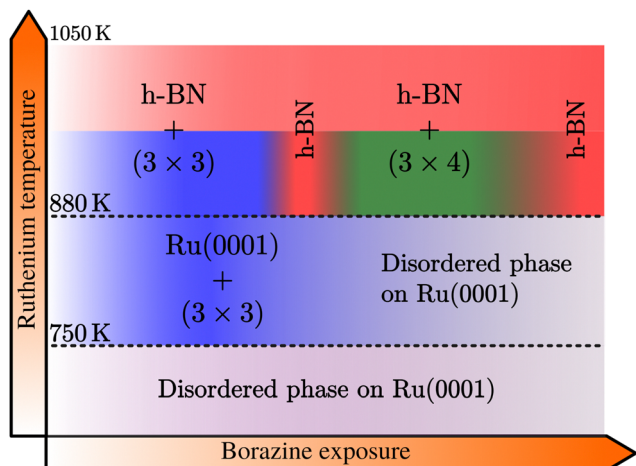 1050 K
h-BN
+
(3 × 3)
h-BN
h-BN
+
(3 × 4)
h-BN
880 K
Ru(0001)
+
(3 × 3)
Disordered phase
on Ru(0001)
750 K
Disordered phase on Ru(0001)
Ruthenium temperature
Borazine exposure